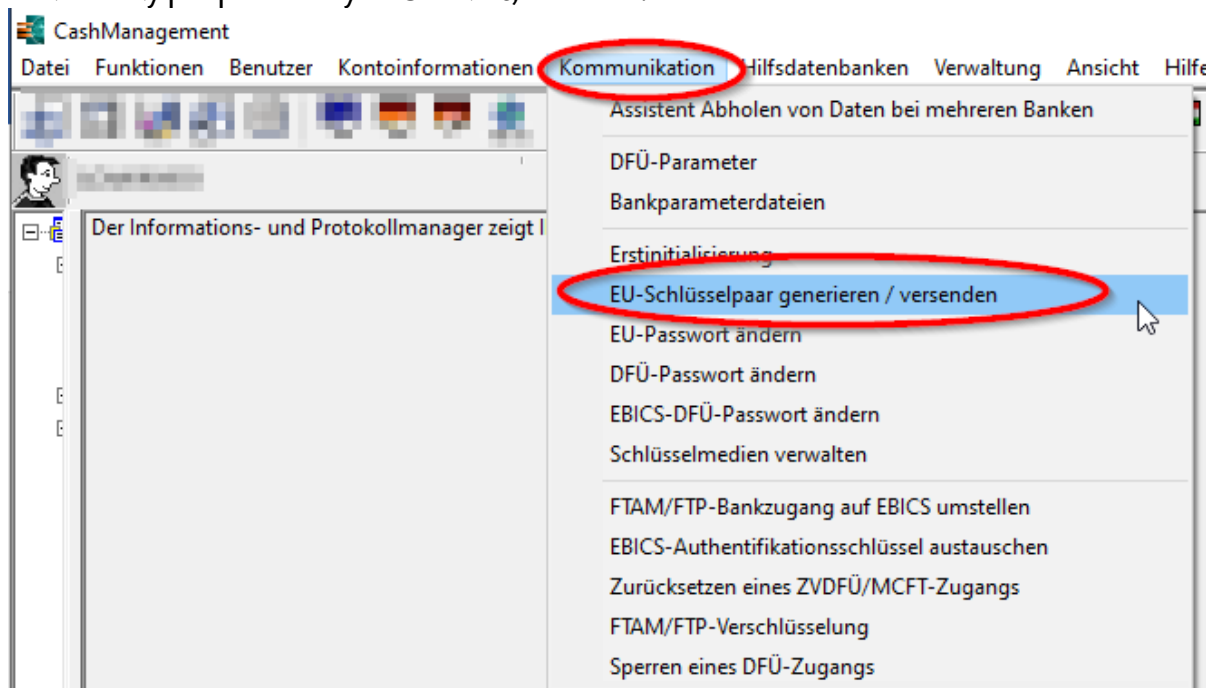 CashManagement
Datei Funktionen Benutzer Kontoinformationen Kommunikation Hilfsdatenbanken Verwaltung Ansicht Hilfe
Assistent Abholen von Daten bei mehreren Banken
DFÜ-Parameter
Bankparameterdateien
Der Informations- und Protokollmanager zeigt
Erstinitialisierung
EU-Schlüsselpaar generieren / versenden
EU-Passwort ändern
DFÜ-Passwort ändern
EBICS-DFÜ-Passwort ändern
Schlüsselmedien verwalten
FTAM/FTP-Bankzugang auf EBICS umstellen
EBICS-Authentifikationsschlüssel austauschen
Zurücksetzen eines ZVDFÜ/MCFT-Zugangs
FTAM/FTP-Verschlüsselung
Sperren eines DFÜ-Zugangs